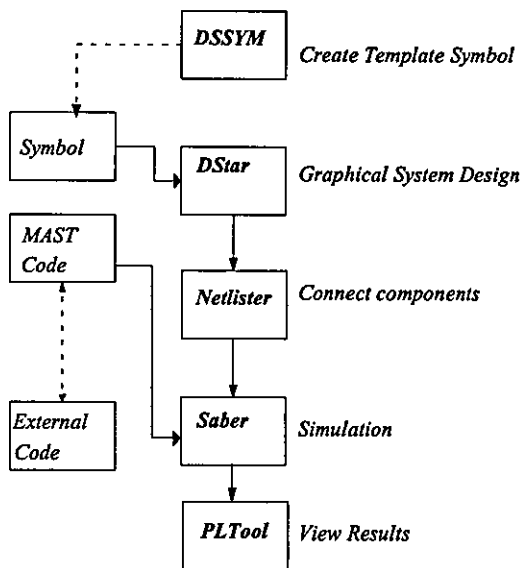 DSSYM
Create Template Symbol
Symbol
DStar
Graphical System Design
MAST
Code
Netlister
Connect components
External
Code
Saber
Simulation
PLTool
View Results